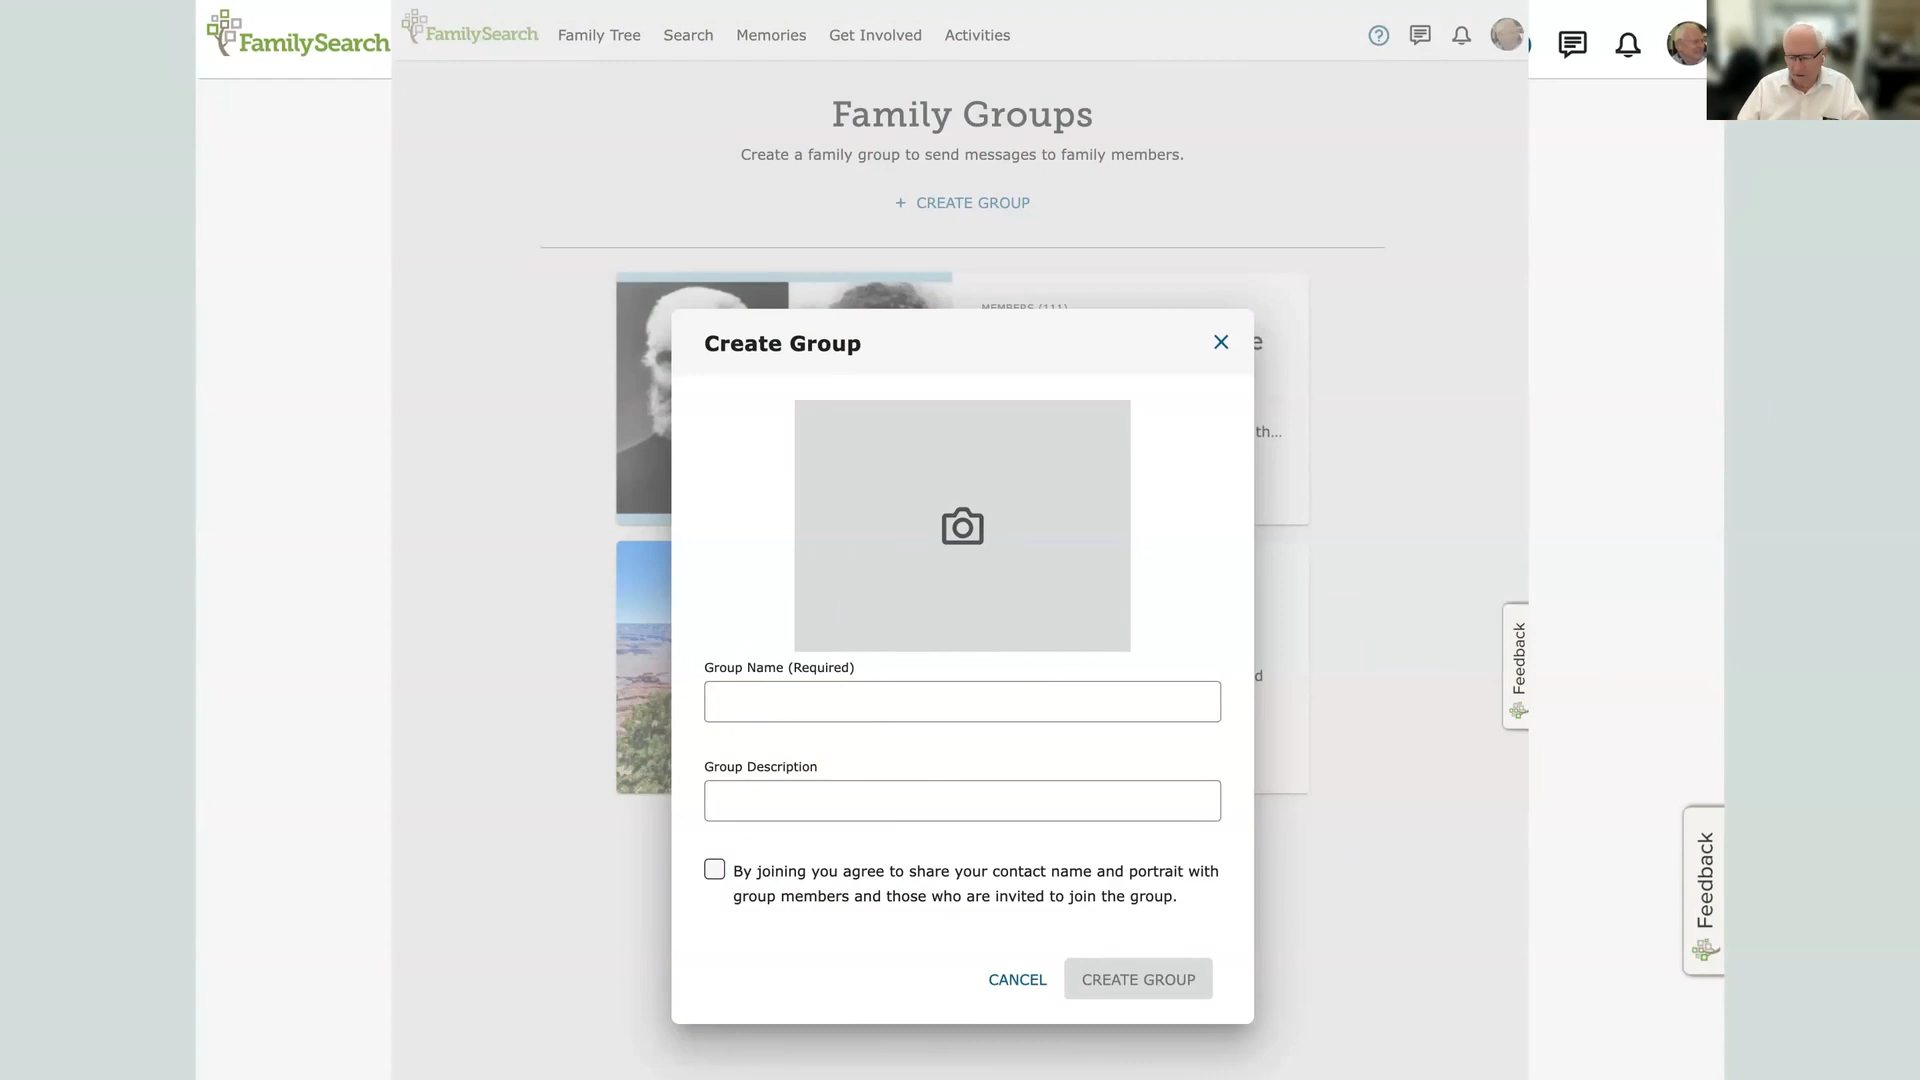 FamilySearch
FamilySearch
Family Tree
Search
Memories
Get Involved
Activities
Family Groups
Create a family group to send messages to family members.
+ CREATE GROUP
MEMBERS (111)
e
Create Group
th...
Group Name (Required)
d
Feedback
Group Description
By joining you agree to share your contact name and portrait with
group members and those who are invited to join the group.
Feedback
CANCEL
CREATE GROUP